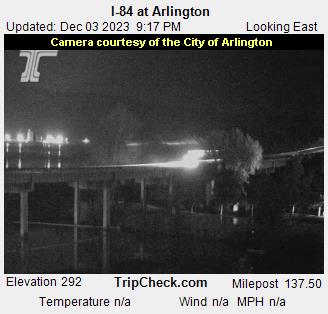 I-84 at Arlington
Updated: Dec 03 2023 9:17 PM Looking East
Camera courtesy of the City of Arlington
Elevation 292 TripCheck.com Milepost 137.50
Temperature n/a Wind n/a MPH n/a